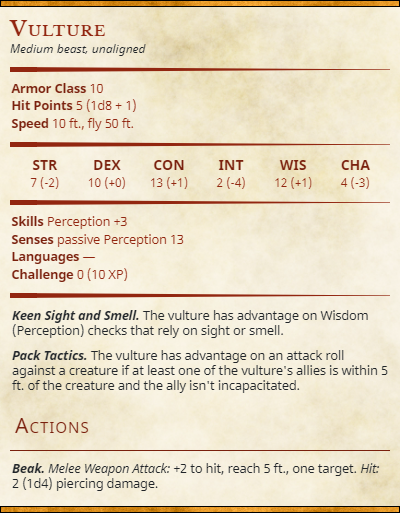 Vulture
Medium beast, unaligned
Armor Class 10
Hit Points 5 (1d8 + 1)
Speed 10 ft., fly 50 ft.
STR DEX CON INT WIS CHA
7 (-2) 10 (+0) 13 (+1) 2 (-4) 12 (+1) 4 (-3)
Skills Perception +3
Senses passive Perception 13
Languages —
Challenge 0 (10 XP)
Keen Sight and Smell. The vulture has advantage on Wisdom
(Perception) checks that rely on sight or smell.
Pack Tactics. The vulture has advantage on an attack roll
against a creature if at least one of the vulture's allies is within 5
ft. of the creature and the ally isn't incapacitated.
Actions
Beak. Melee Weapon Attack: +2 to hit, reach 5 ft., one target. Hit:
2 (1d4) piercing damage.